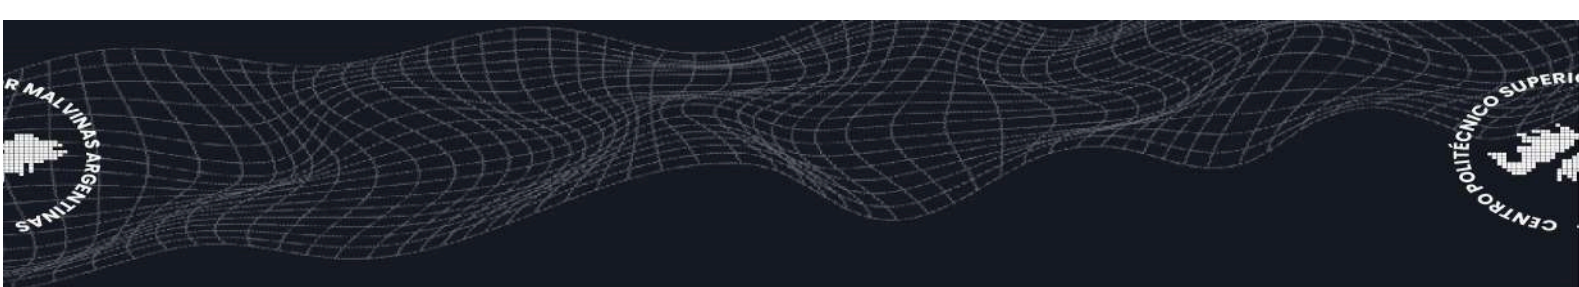 R MALVINAS ARGENTINAS
CENTRO POLITÉCNICO SUPERIO